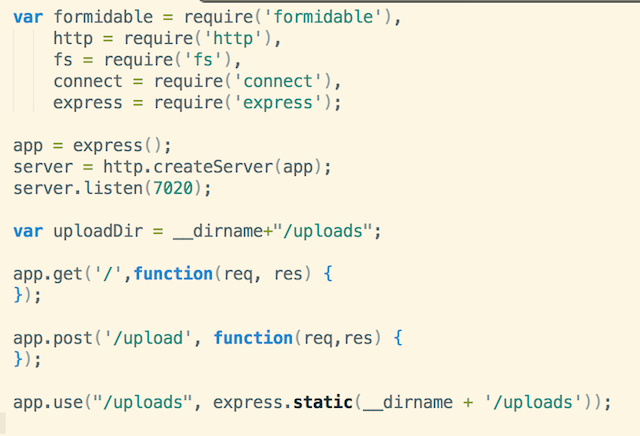 var formidable = require('formidable'),
    http = require('http'),
    fs = require('fs'),
    connect = require('connect'),
    express = require('express');

app = express();
server = http.createServer(app);
server.listen(7020);

var uploadDir = __dirname+"/uploads";

app.get('/',function(req, res) {
});

app.post('/upload', function(req,res) {
});

app.use("/uploads", express.static(__dirname + '/uploads'));